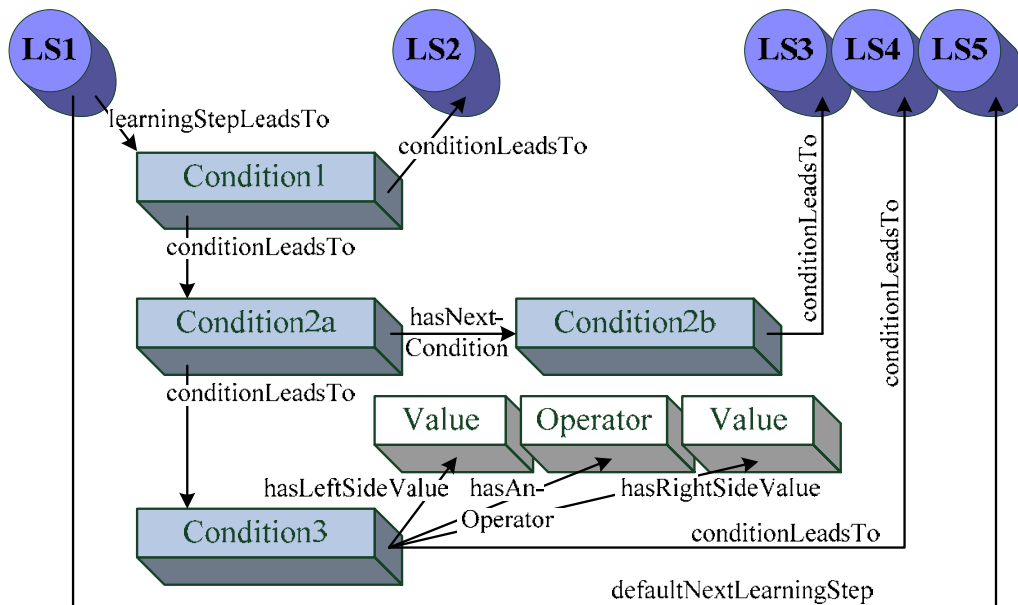 LS1
LS2
LS3
LS4
LS5
learningStepLeadsTo
conditionLeadsTo
Condition1
conditionLeadsTo
conditionLeadsTo
conditionLeadsTo
Condition2a
hasNext-
Condition
Condition2b
conditionLeadsTo
Value
Operator
Value
hasLeftSideValue
hasAn-
Operator
hasRightSideValue
Condition3
conditionLeadsTo
defaultNextLearningStep